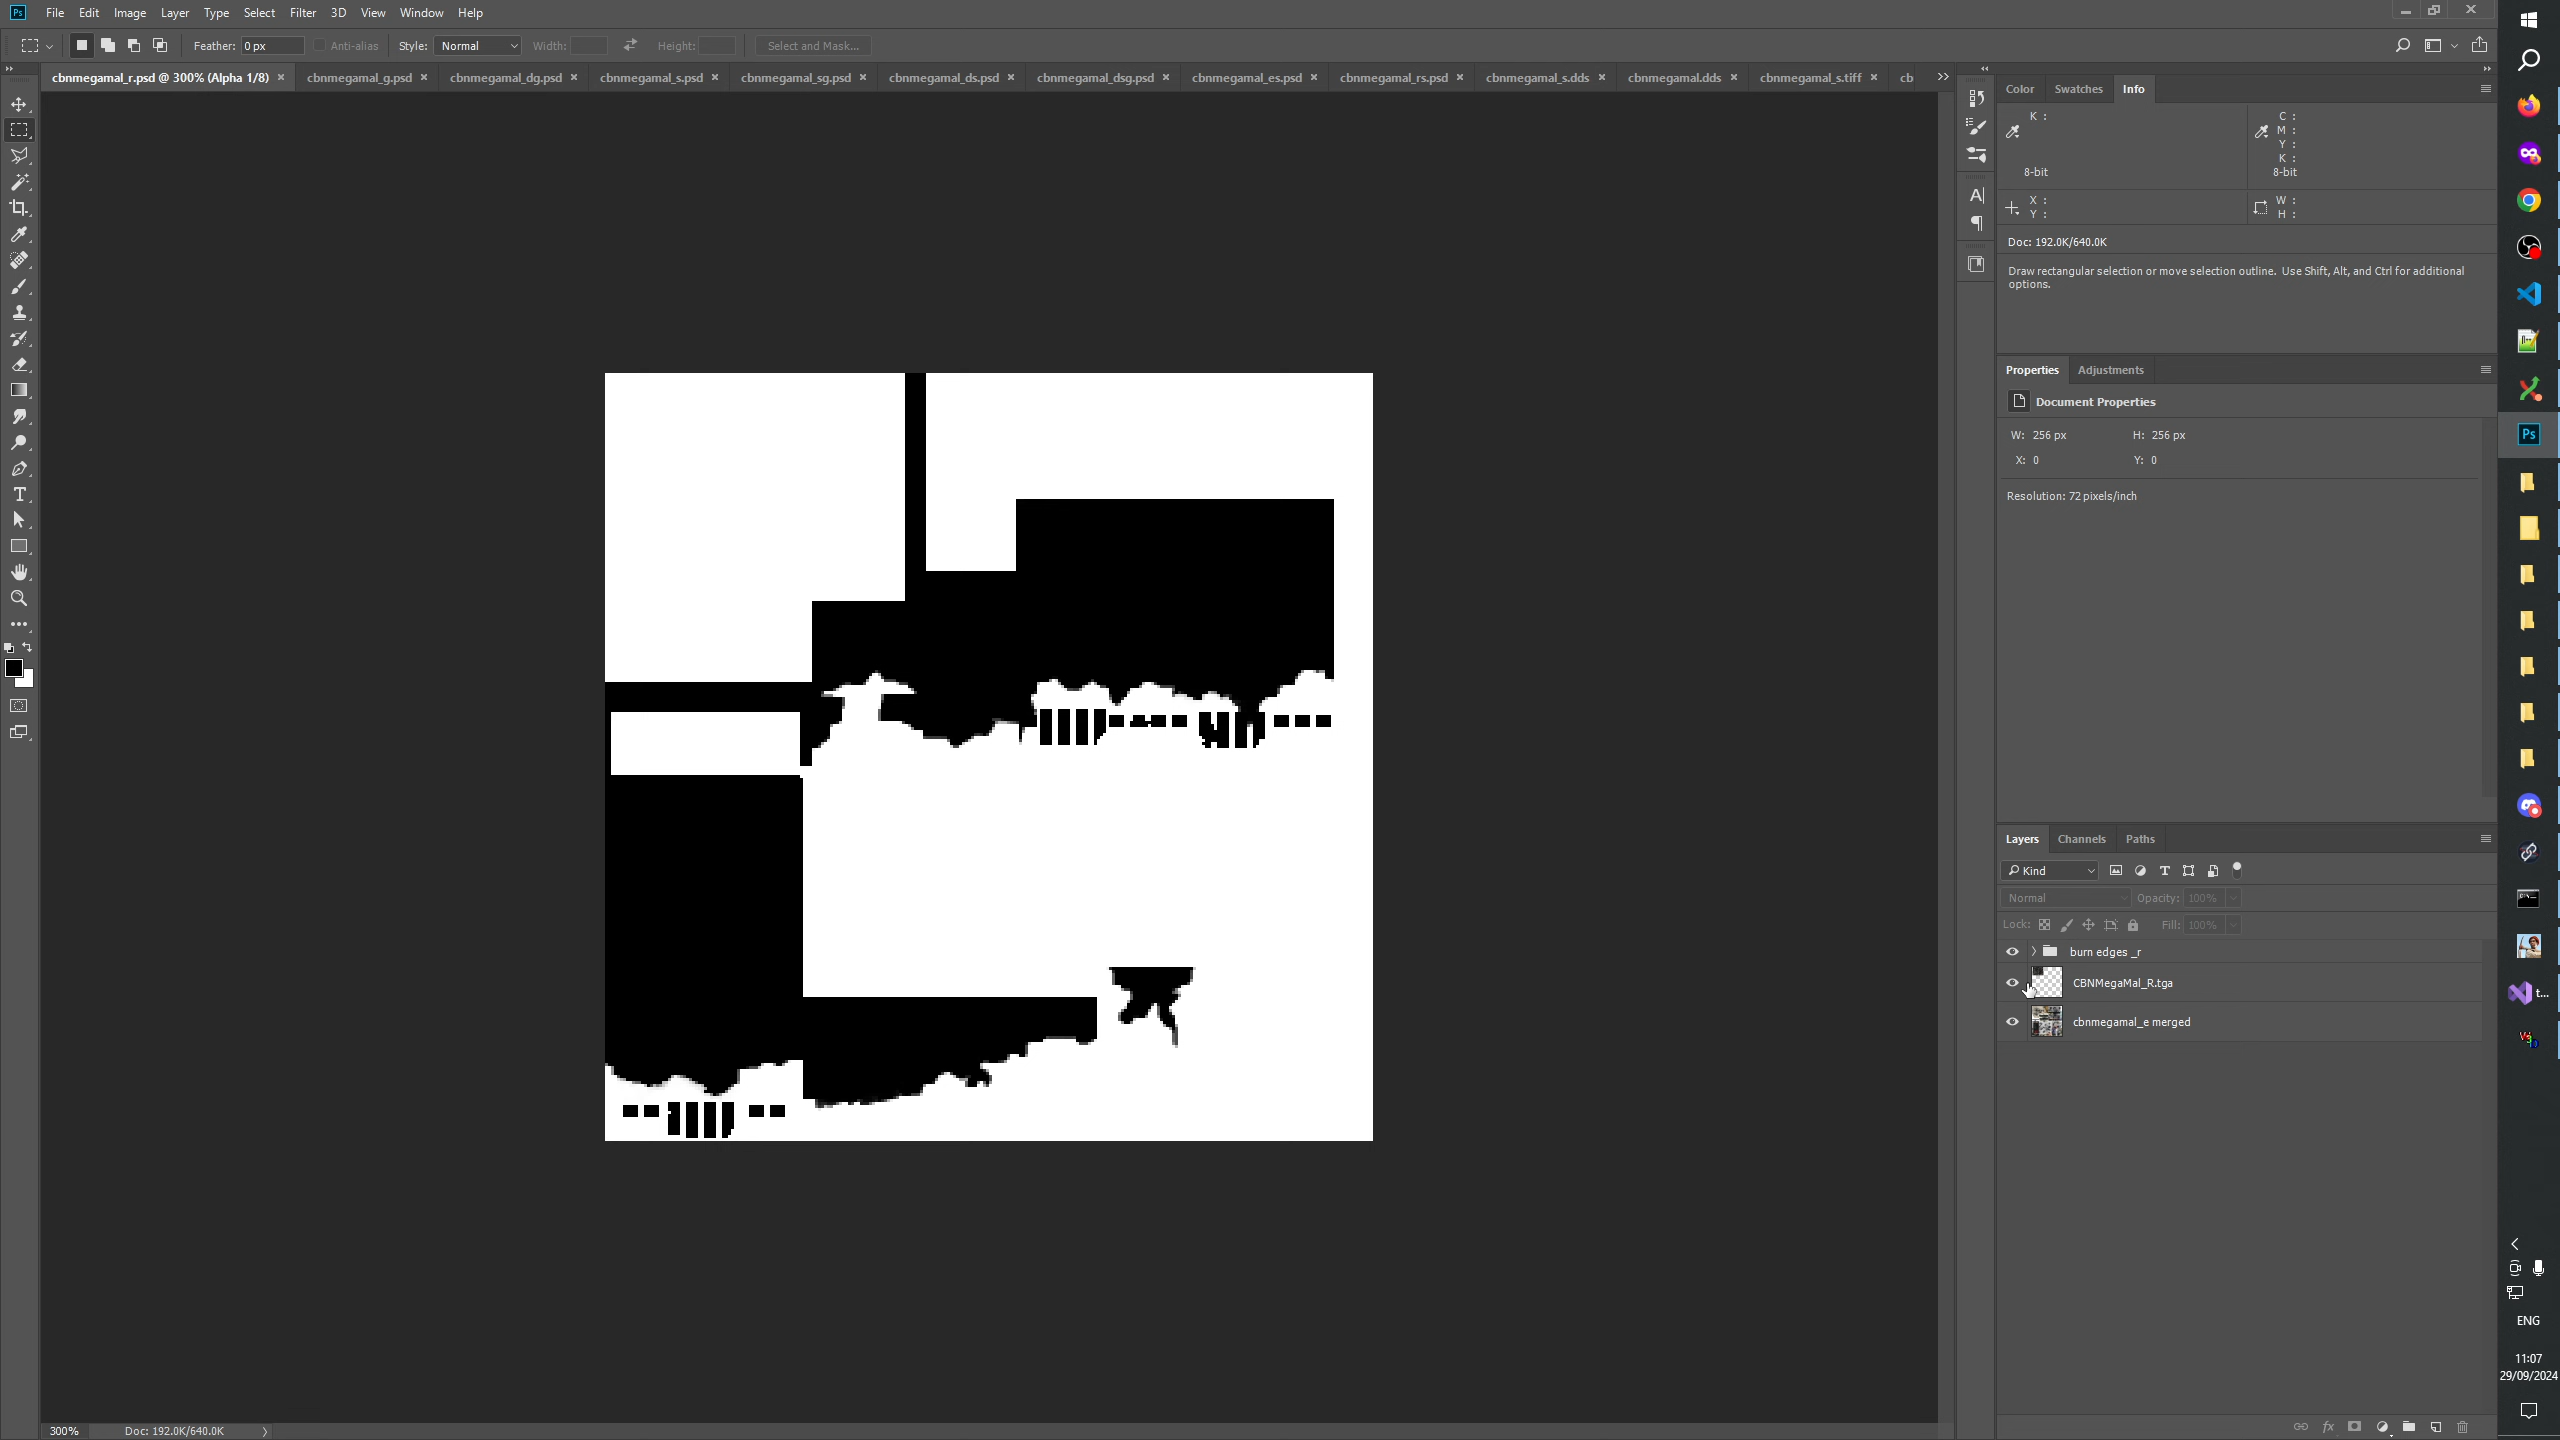 Ps File Edit Image Layer Type Select Filter 3D View Window Help
Feather: 0 px Anti-alias Style: Normal Width: Height: Select and Mask...
cbnmegamal_r.psd @ 300% (Alpha 1/8) × cbnmegamal_g.psd × cbnmegamal_dg.psd × cbnmegamal_s.psd × cbnmegamal_sg.psd × cbnmegamal_ds.psd × cbnmegamal_dsg.psd × cbnmegamal_es.psd × cbnmegamal_rs.psd × cbnmegamal_s.dds × cbnmegamal.dds × cbnmegamal_s.tiff × cb
Color Swatches Info
K :
8-bit
C :
M :
Y :
K :
8-bit
X :
Y :
W :
H :
Doc: 192.0K/640.0K
Draw rectangular selection or move selection outline. Use Shift, Alt, and Ctrl for additional
options.
Properties Adjustments
Document Properties
W: 256 px H: 256 px
X: 0 Y: 0
Resolution: 72 pixels/inch
Layers Channels Paths
Kind
Normal Opacity: 100%
Lock: Fill: 100%
burn edges _r
CBNMegaMal_R.tga
cbnmegamal_e merged
300% Doc: 192.0K/640.0K
Ps
t...
ENG
11:07
29/09/2024